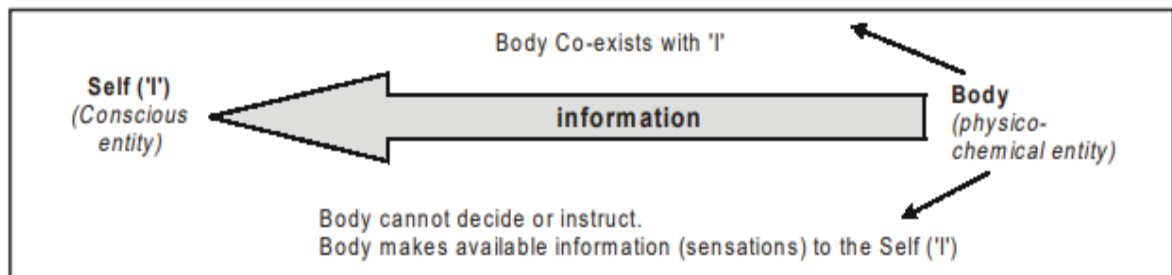 Body Co-exists with 'I'
Self ('I')
(Conscious
entity)
information
Body
(physico-
chemical entity)
Body cannot decide or instruct.
Body makes available information (sensations) to the Self ('I')